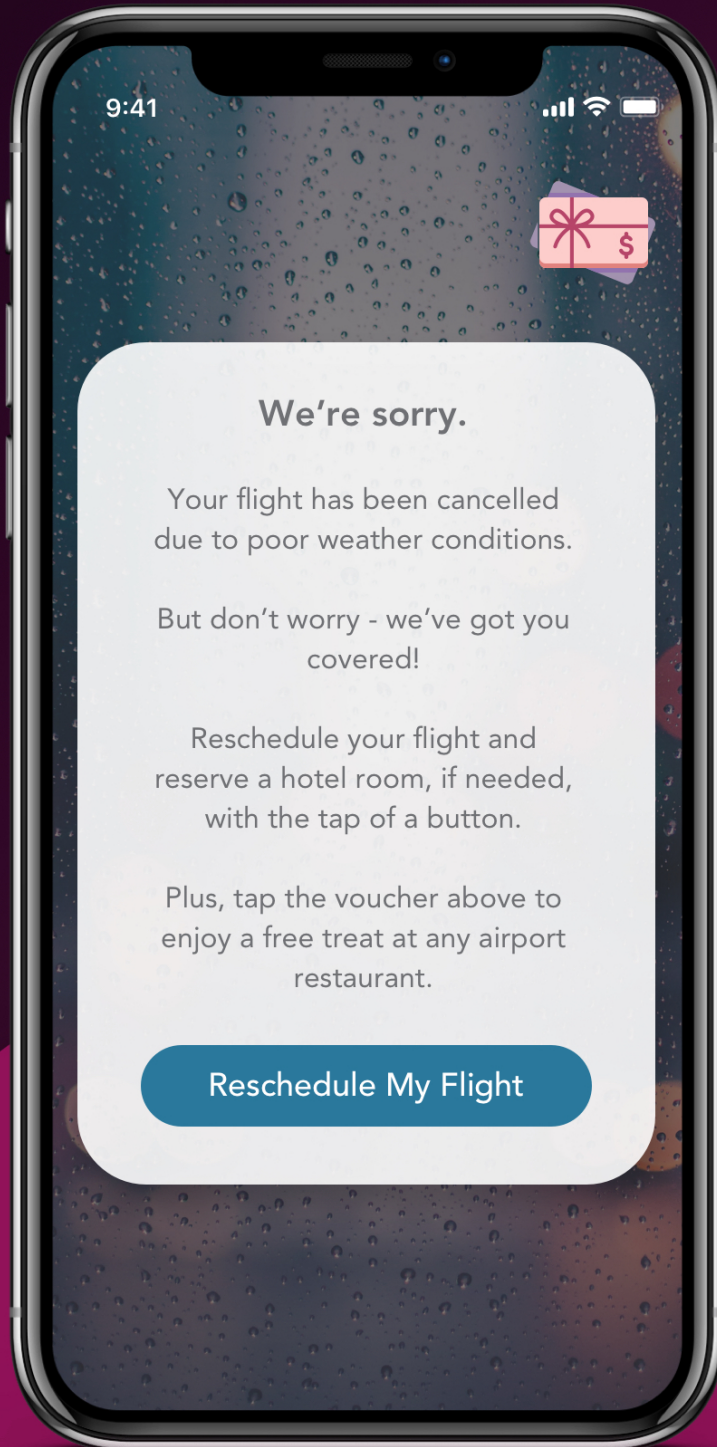 9:41
$
We’re sorry.
Your flight has been cancelled
due to poor weather conditions.
But don’t worry - we’ve got you
covered!
Reschedule your flight and
reserve a hotel room, if needed,
with the tap of a button.
Plus, tap the voucher above to
enjoy a free treat at any airport
restaurant.
Reschedule My Flight